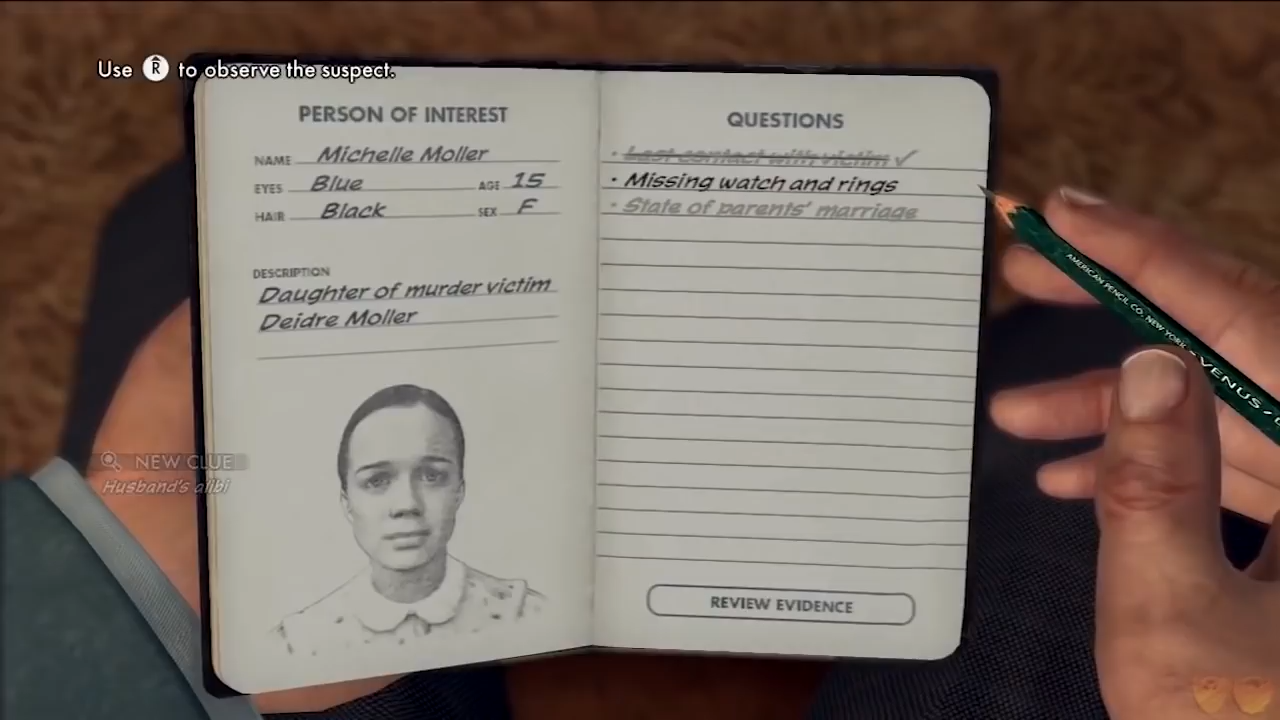 Use R to observe the suspect.
PERSON OF INTEREST
NAME Michelle Moller
EYES Blue AGE 15
HAIR Black SEX F
DESCRIPTION
Daughter of murder victim
Deidre Moller
NEW CLUE
Husband's alibi
QUESTIONS
• Last contact with victim ✓
• Missing watch and rings
• State of parents' marriage
REVIEW EVIDENCE
AMERICAN PENCIL CO. NEW YORK
VENUS